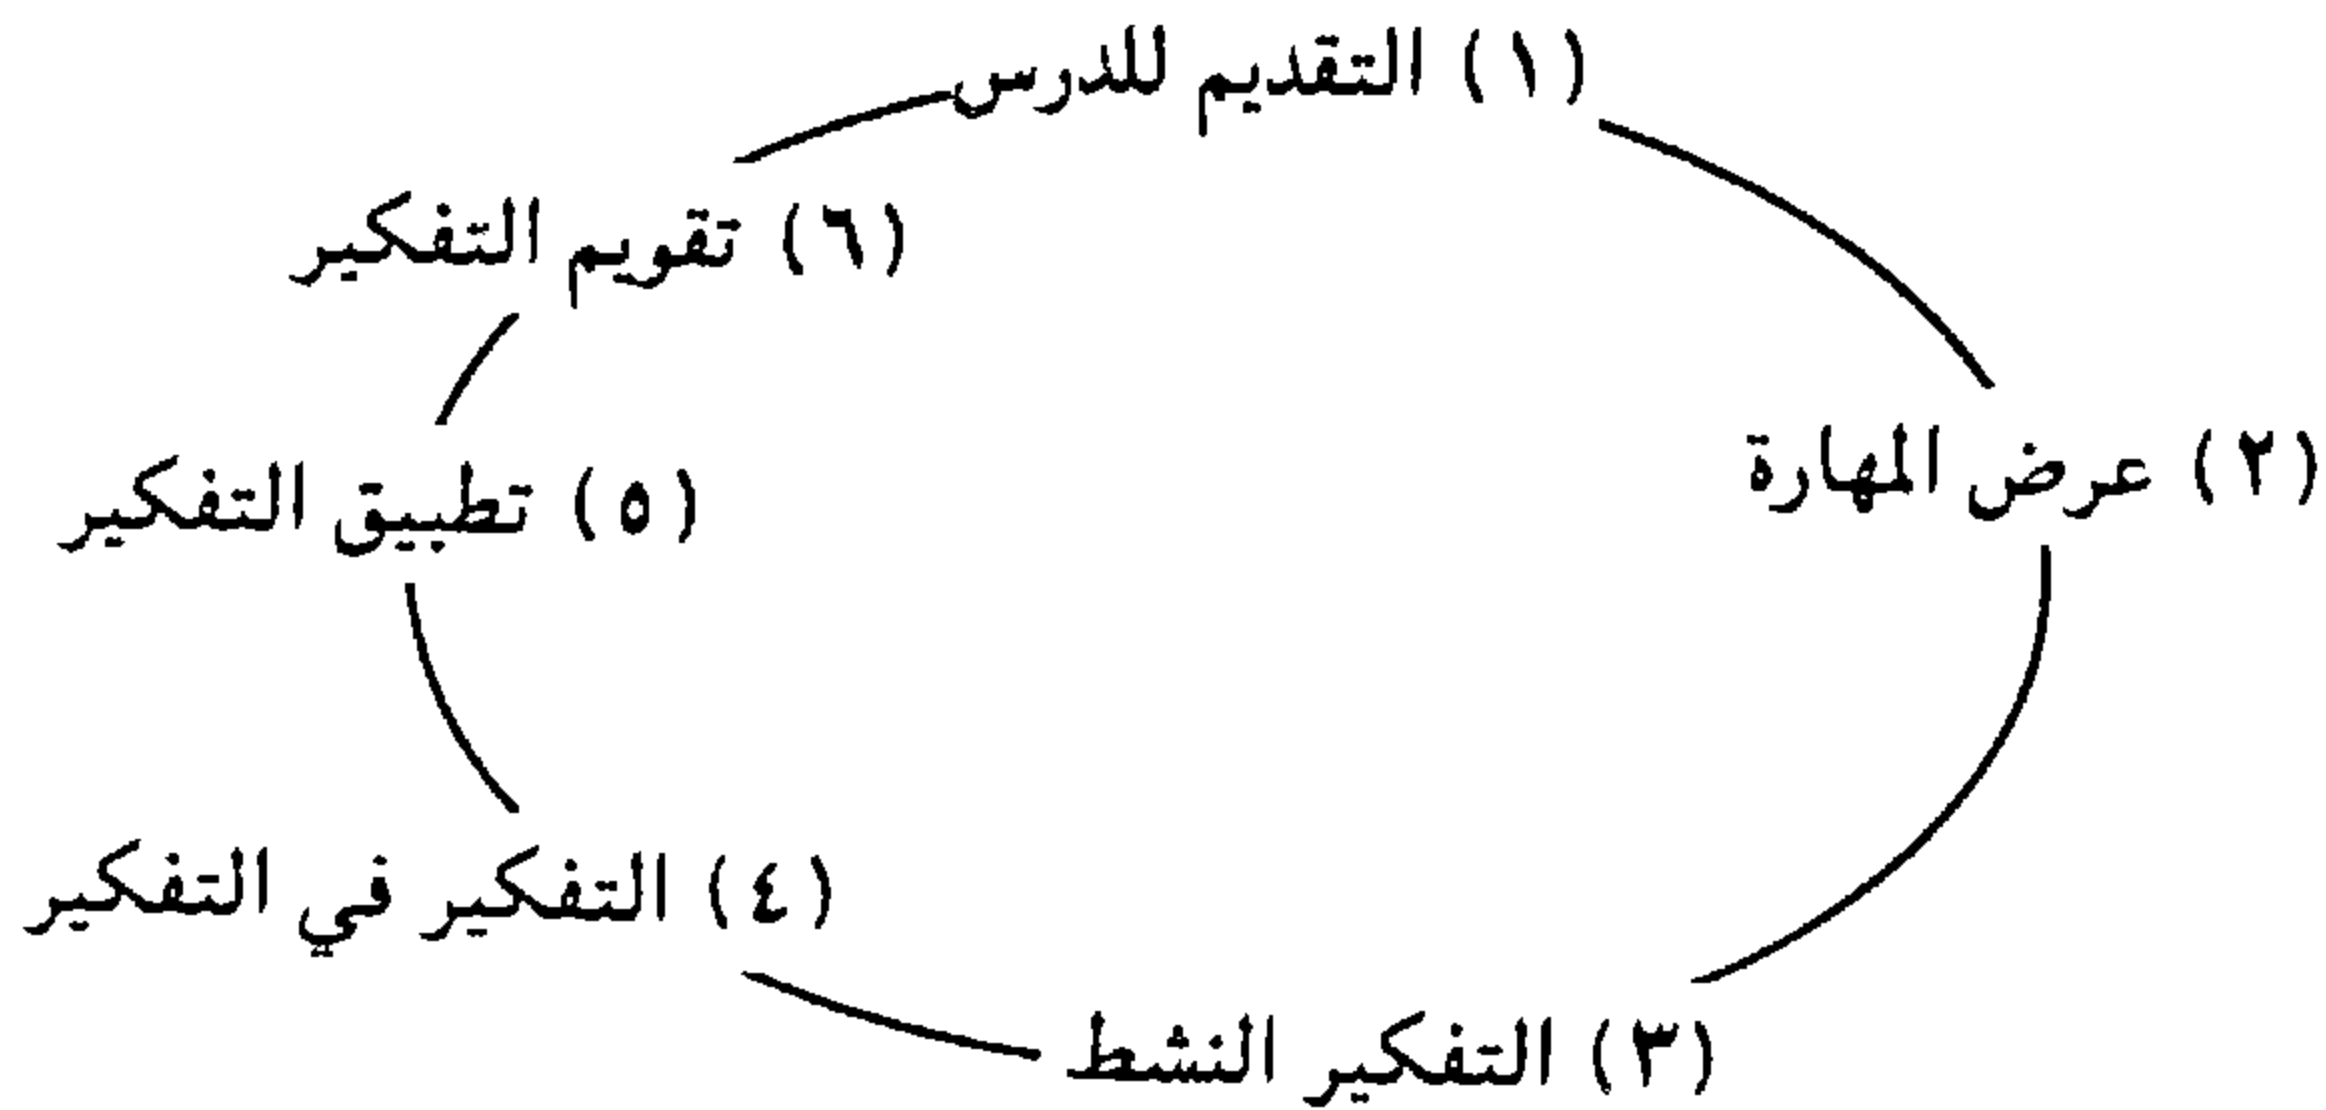 (١) التقديم للدرس
(٢) عرض المهارة
(٣) التفكير النشط
(٤) التفكير في التفكير
(٥) تطبيق التفكير
(٦) تقويم التفكير